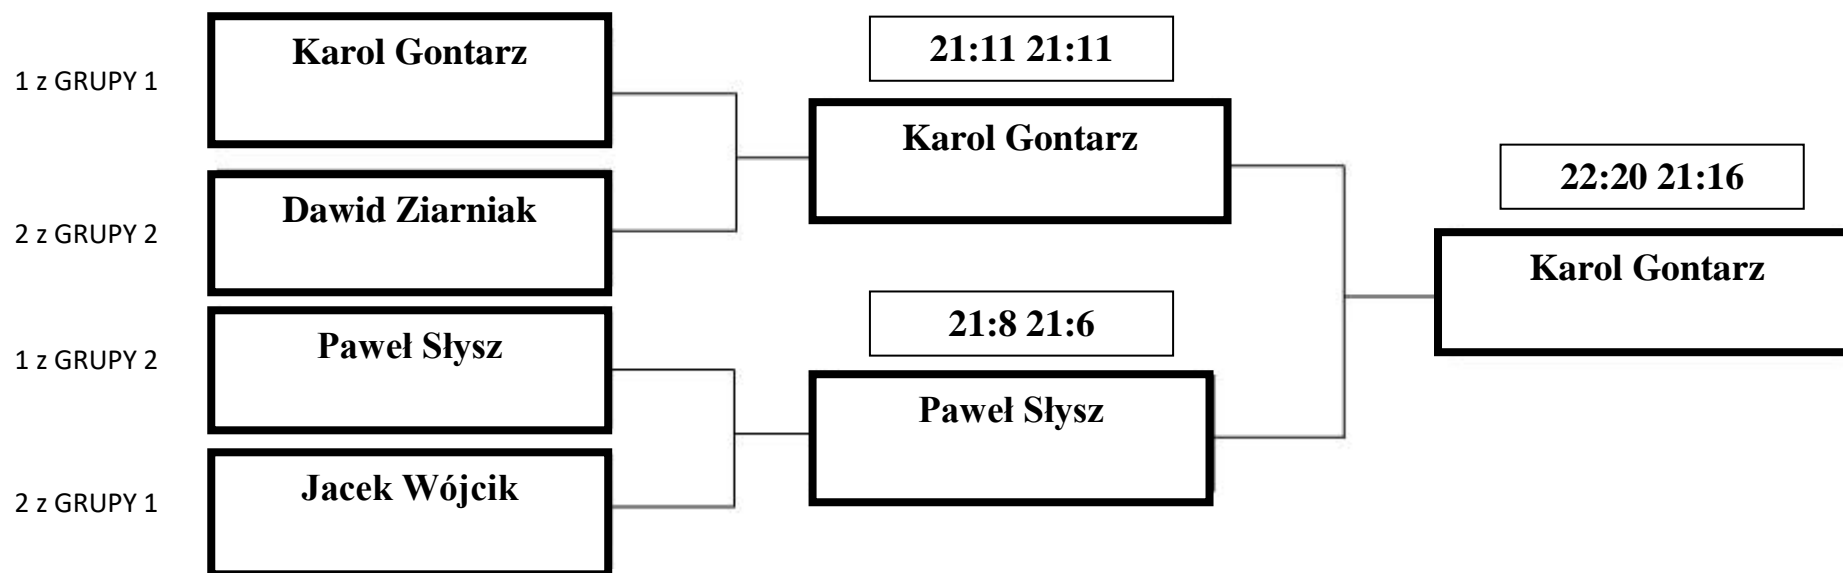 1 z GRUPY 1
Karol Gontarz
2 z GRUPY 2
Dawid Ziarniak
1 z GRUPY 2
Paweł Słysz
2 z GRUPY 1
Jacek Wójcik
21:11 21:11
Karol Gontarz
21:8 21:6
Paweł Słysz
22:20 21:16
Karol Gontarz